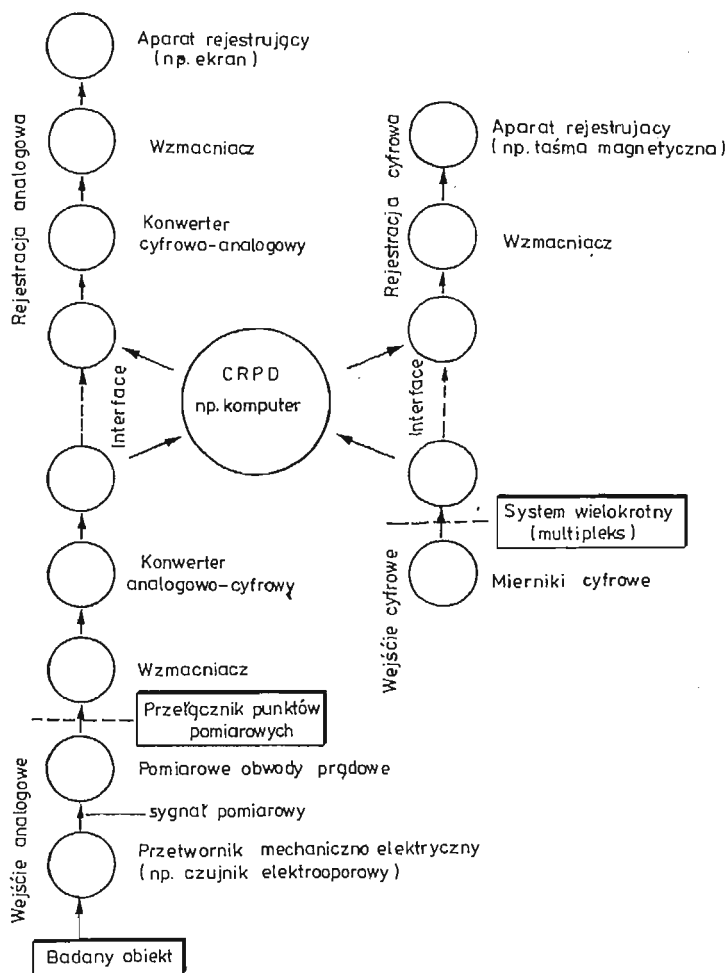 Aparat rejestrujący
(np. ekran)
Wzmacniacz
Konwerter
cyfrowo-analogowy
Rejestracja analogowa
Aparat rejestrujacy
(np. taśma magnetyczna)
Wzmacniącz
Rejestracja cyfrowa
CRPD
np. komputer
Interface
Interface
System wielokrotny
(multipleks)
Mierniki cyfrowe
Wejście cyfrowe
Konwerter
analogowo-cyfrowy
Wzmacniacz
Przełącznik punktów
pomiarowych
Pomiarowe obwody prądowe
sygnał pomiarowy
Przetwornik mechaniczno elektryczny
(np. czujnik elektrooporowy)
Wejście analogowe
Badany obiekt